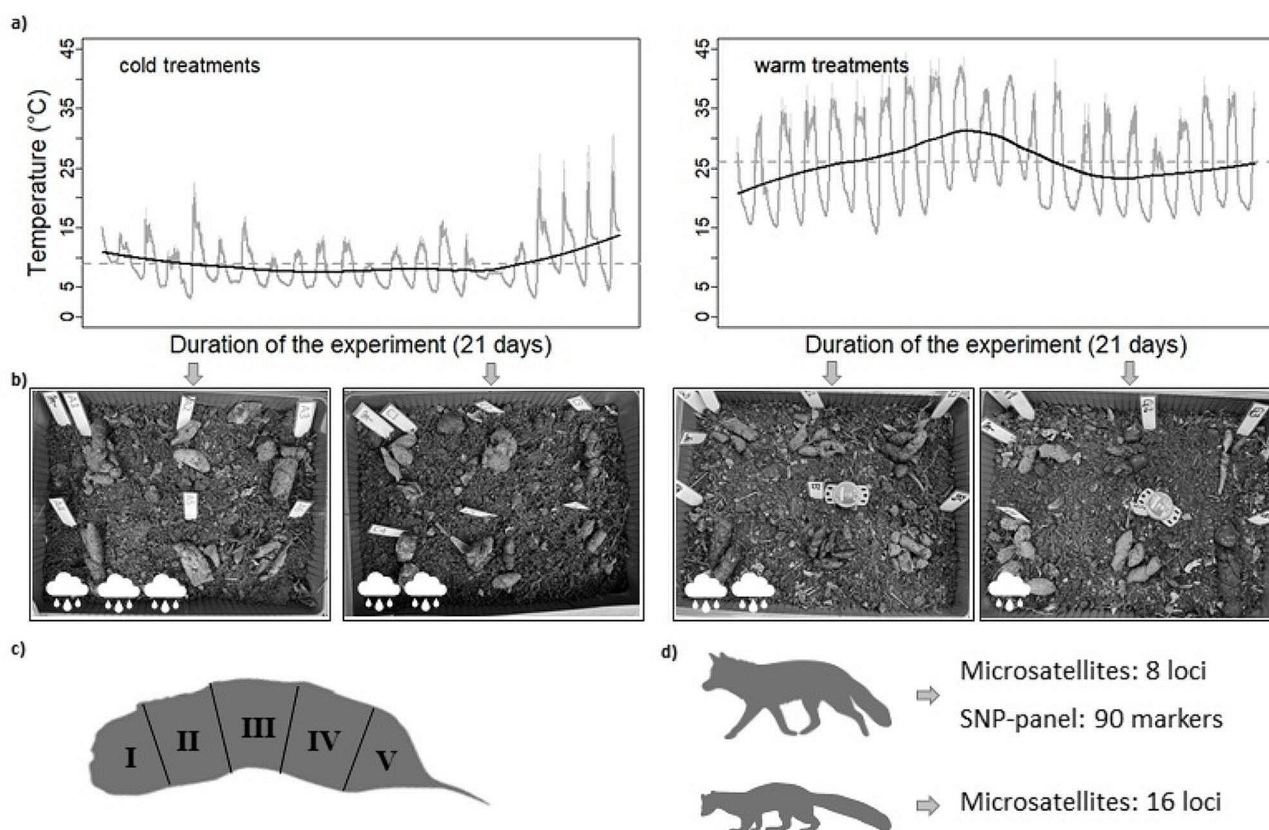 a)
cold treatments
warm treatments
Temperature (°C)
45
35
25
15
5
0
45
35
25
15
5
0
Duration of the experiment (21 days)
Duration of the experiment (21 days)
b)
A3
A5
c)
I
II
III
IV
V
d)
Microsatellites: 8 loci
SNP-panel: 90 markers
Microsatellites: 16 loci